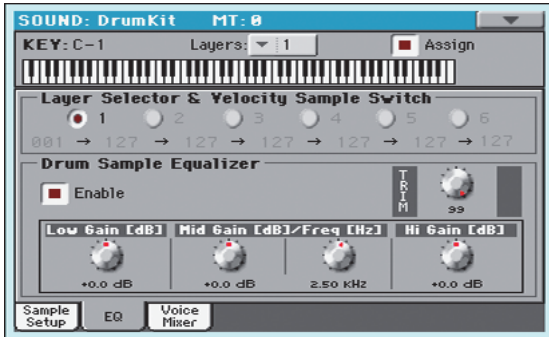 SOUND: DrumKit MT: 0
KEY: C-1 Layers: 1 Assign
Layer Selector & Velocity Sample Switch
1 2 3 4 5 6
001 → 127 → 127 → 127 → 127 → 127 → 127
Drum Sample Equalizer
Enable
TRIM
99
Low Gain [dB] Mid Gain [dB]/Freq [Hz] Hi Gain [dB]
+0.0 dB +0.0 dB 2.50 KHz +0.0 dB
Sample Setup EQ Voice Mixer